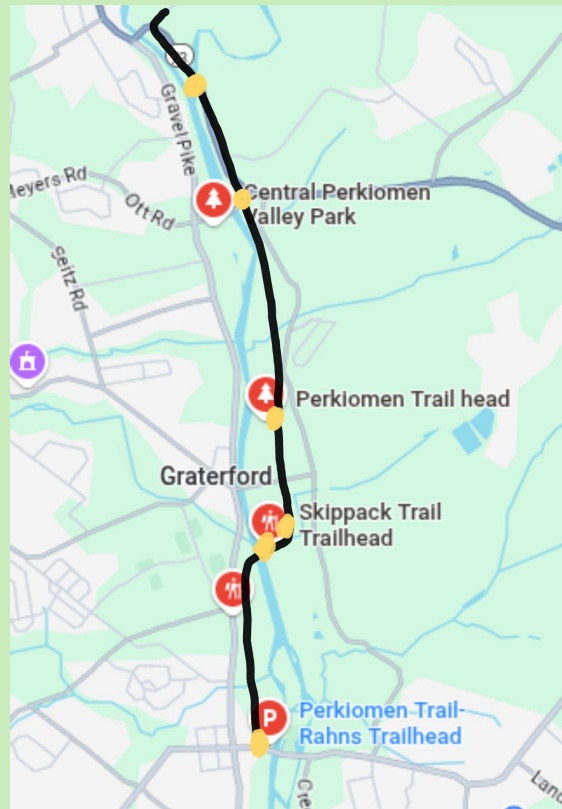 Gravel Pike
Meyers Rd
Ott Rd
Central Perkiomen
Valley Park
Seitz Rd
Perkiomen Trail head
Graterford
Skippack Trail
Trailhead
P
Perkiomen Trail-
Rahns Trailhead